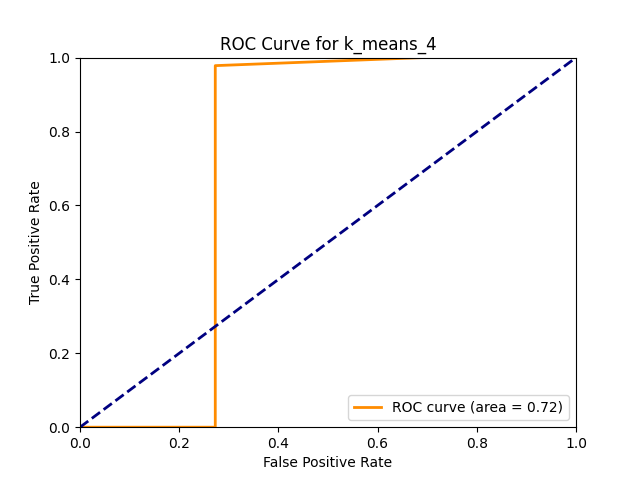 ROC Curve for k_means_4
True Positive Rate
1.0
0.8
0.6
0.4
0.2
0.0
ROC curve (area = 0.72)
0.0 0.2 0.4 0.6 0.8 1.0
False Positive Rate